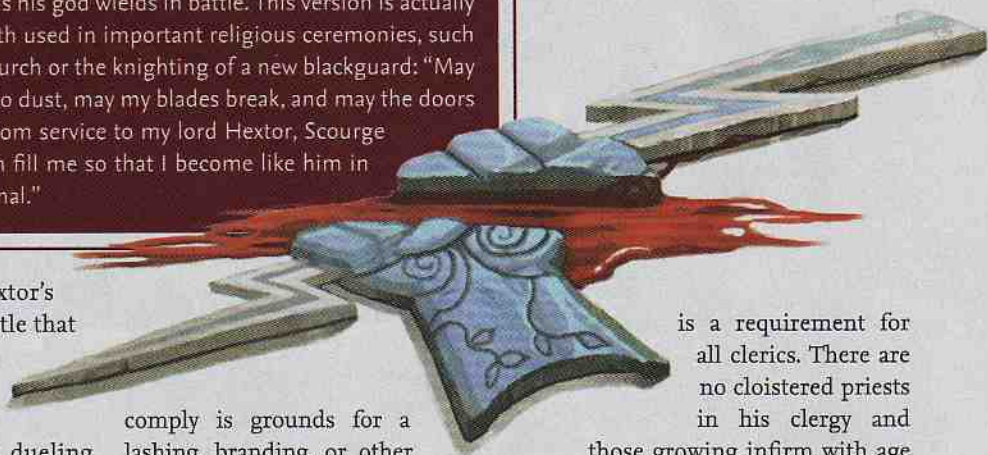 s his god wields in battle. This version is actually
th used in important religious ceremonies, such
urch or the knighting of a new blackguard: “May
o dust, may my blades break, and may the doors
om service to my lord Hextor, Scourge
n fill me so that I become like him in
nal.”
xtor's
tle that
comply is grounds for a
dueling
lashing, branding, or other
is a requirement for
all clerics. There are
no cloistered priests
in his clergy and
those growing infirm with age